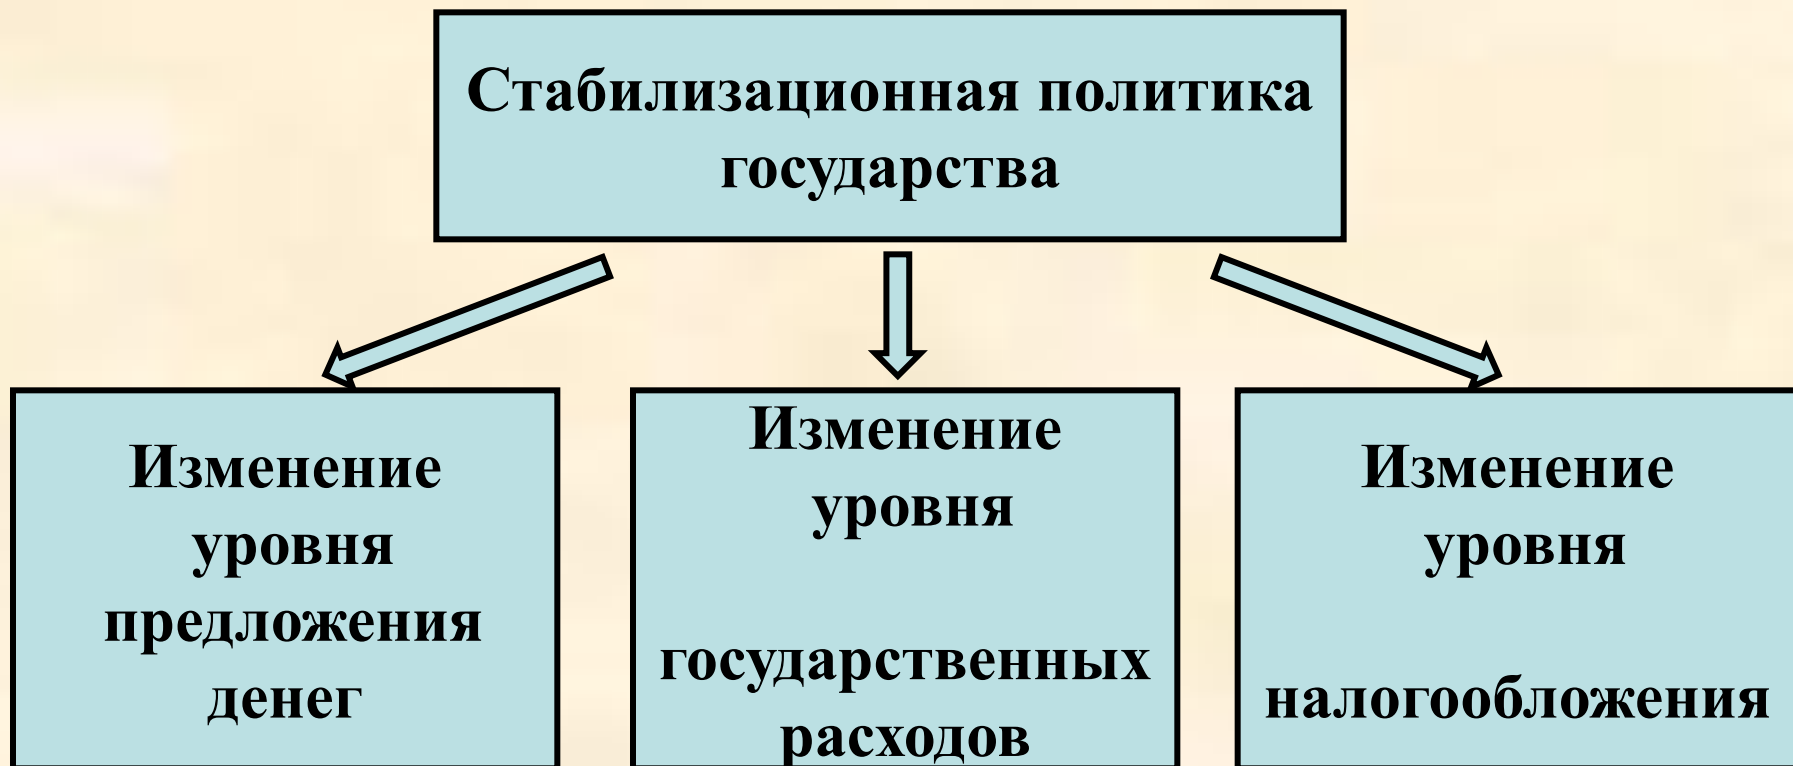 Стабилизационная политика
государства
Изменение
уровня
предложения
денег
Изменение
уровня
государственных
расходов
Изменение
уровня
налогообложения